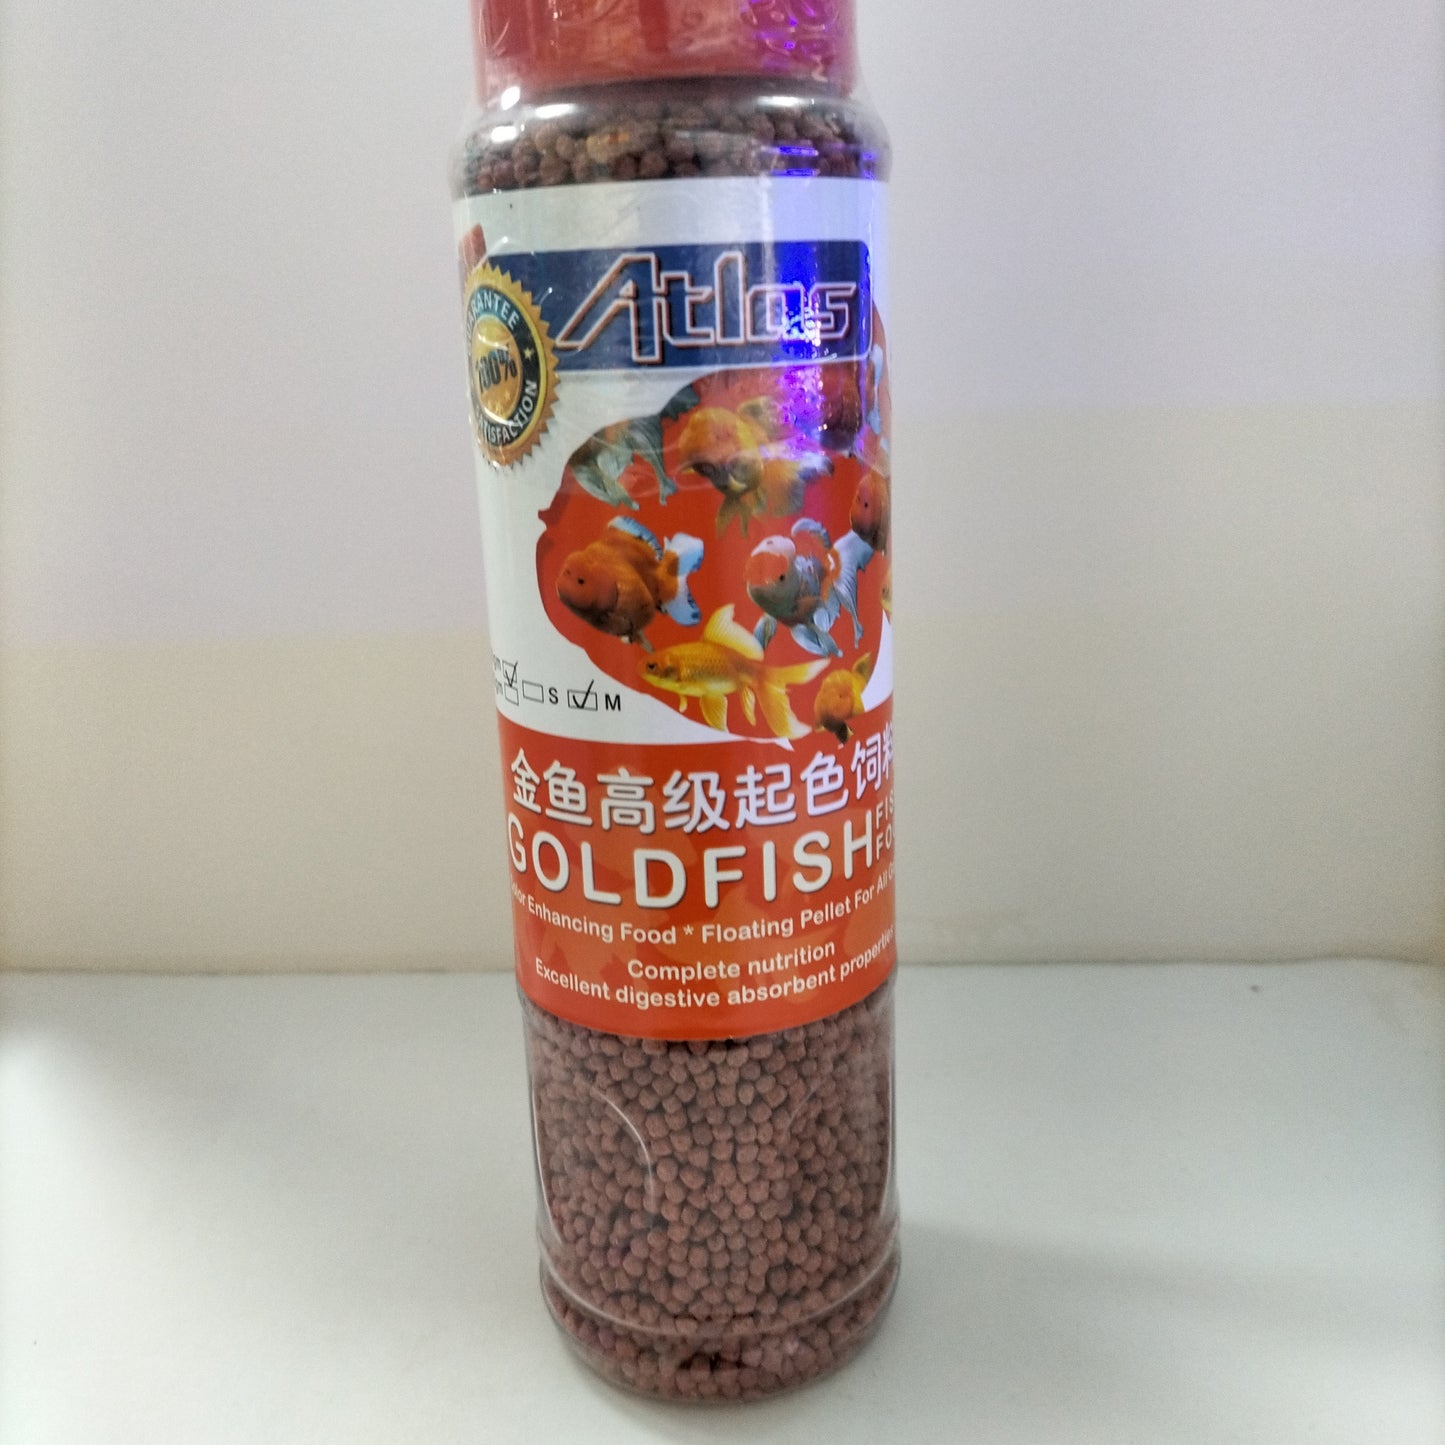 Atlas
GUARANTEE
100%
SATISFACTION
S M
金鱼高级起色饲料
GOLDFISH
Enhancing Food * Floating Pellet For All
Complete nutrition
Excellent digestive absorbent properties